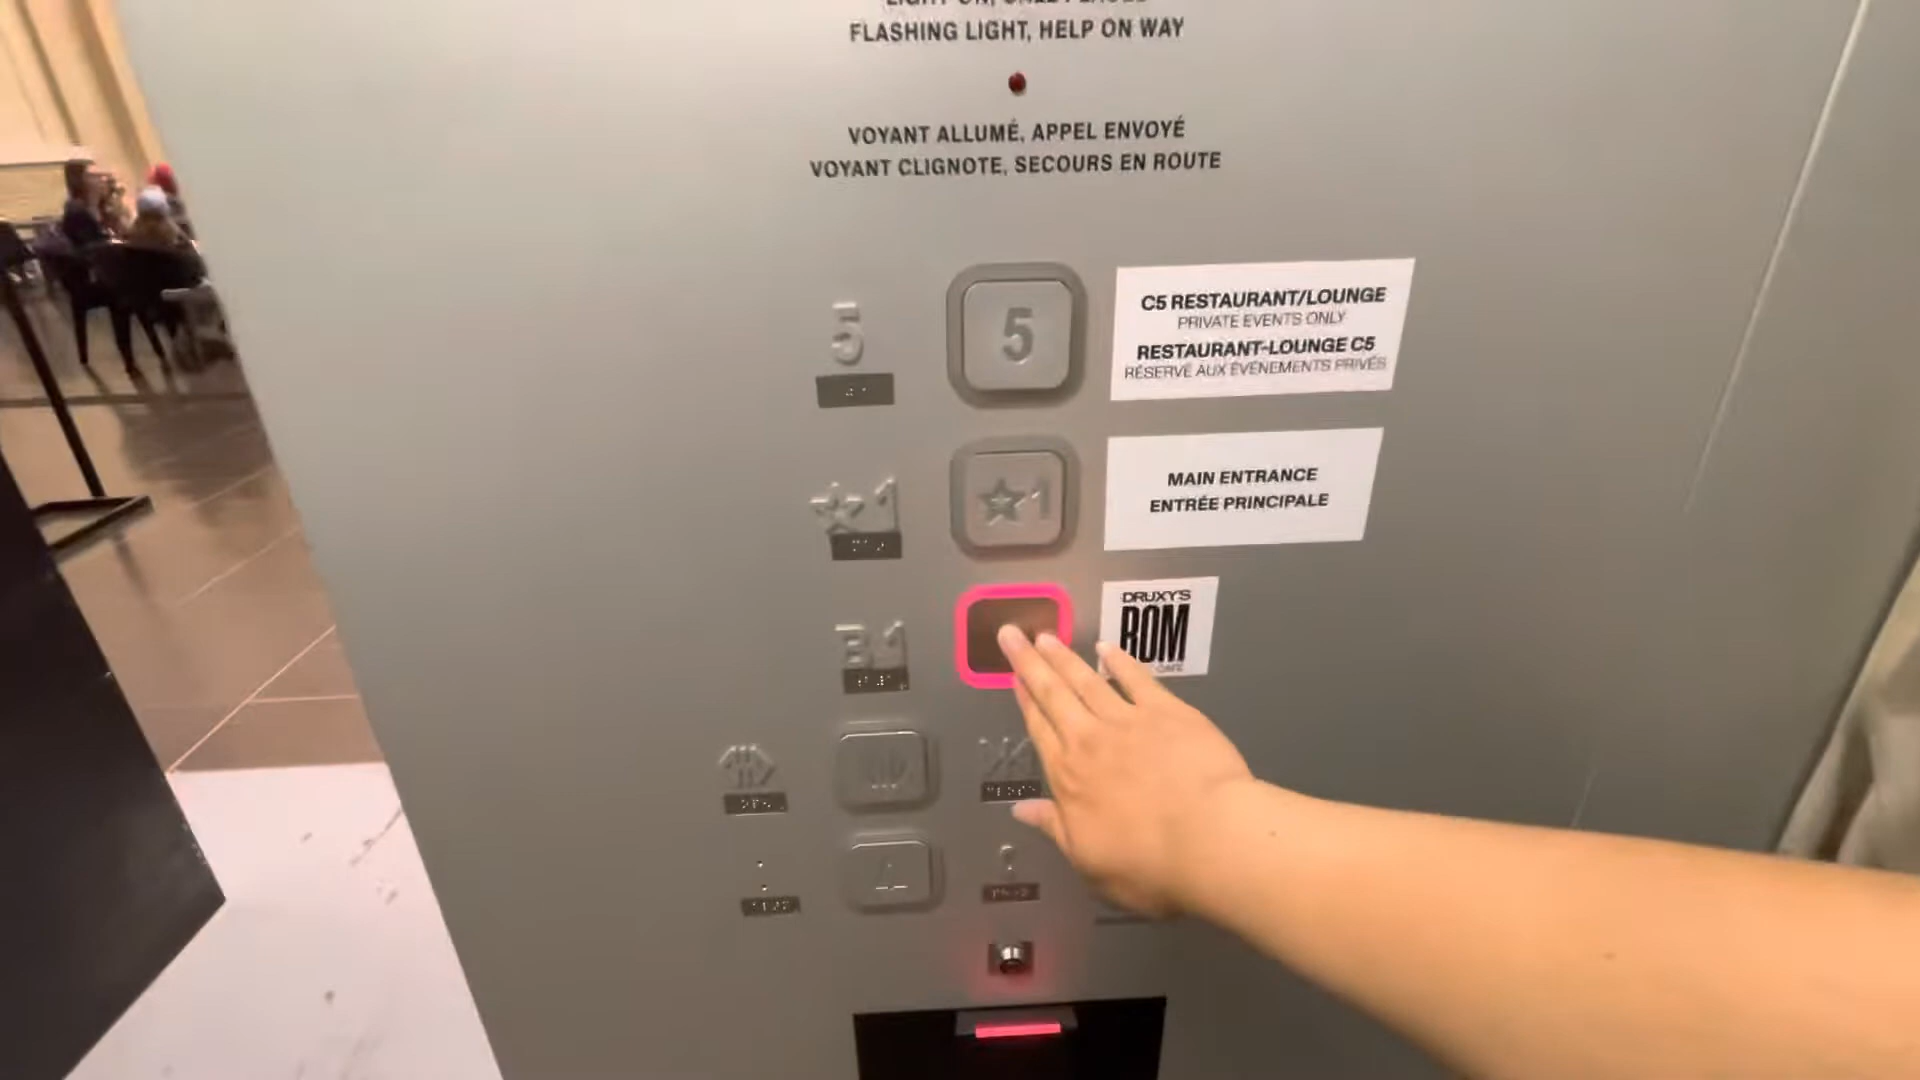 FLASHING LIGHT, HELP ON WAY
VOYANT ALLUMÉ, APPEL ENVOYÉ
VOYANT CLIGNOTE, SECOURS EN ROUTE
5
5
C5 RESTAURANT/LOUNGE
PRIVATE EVENTS ONLY
RESTAURANT-LOUNGE C5
RÉSERVÉ AUX ÉVÉNEMENTS PRIVÉS
★1
★1
MAIN ENTRANCE
ENTRÉE PRINCIPALE
B1
DRUXY'S
ROM
CAFE